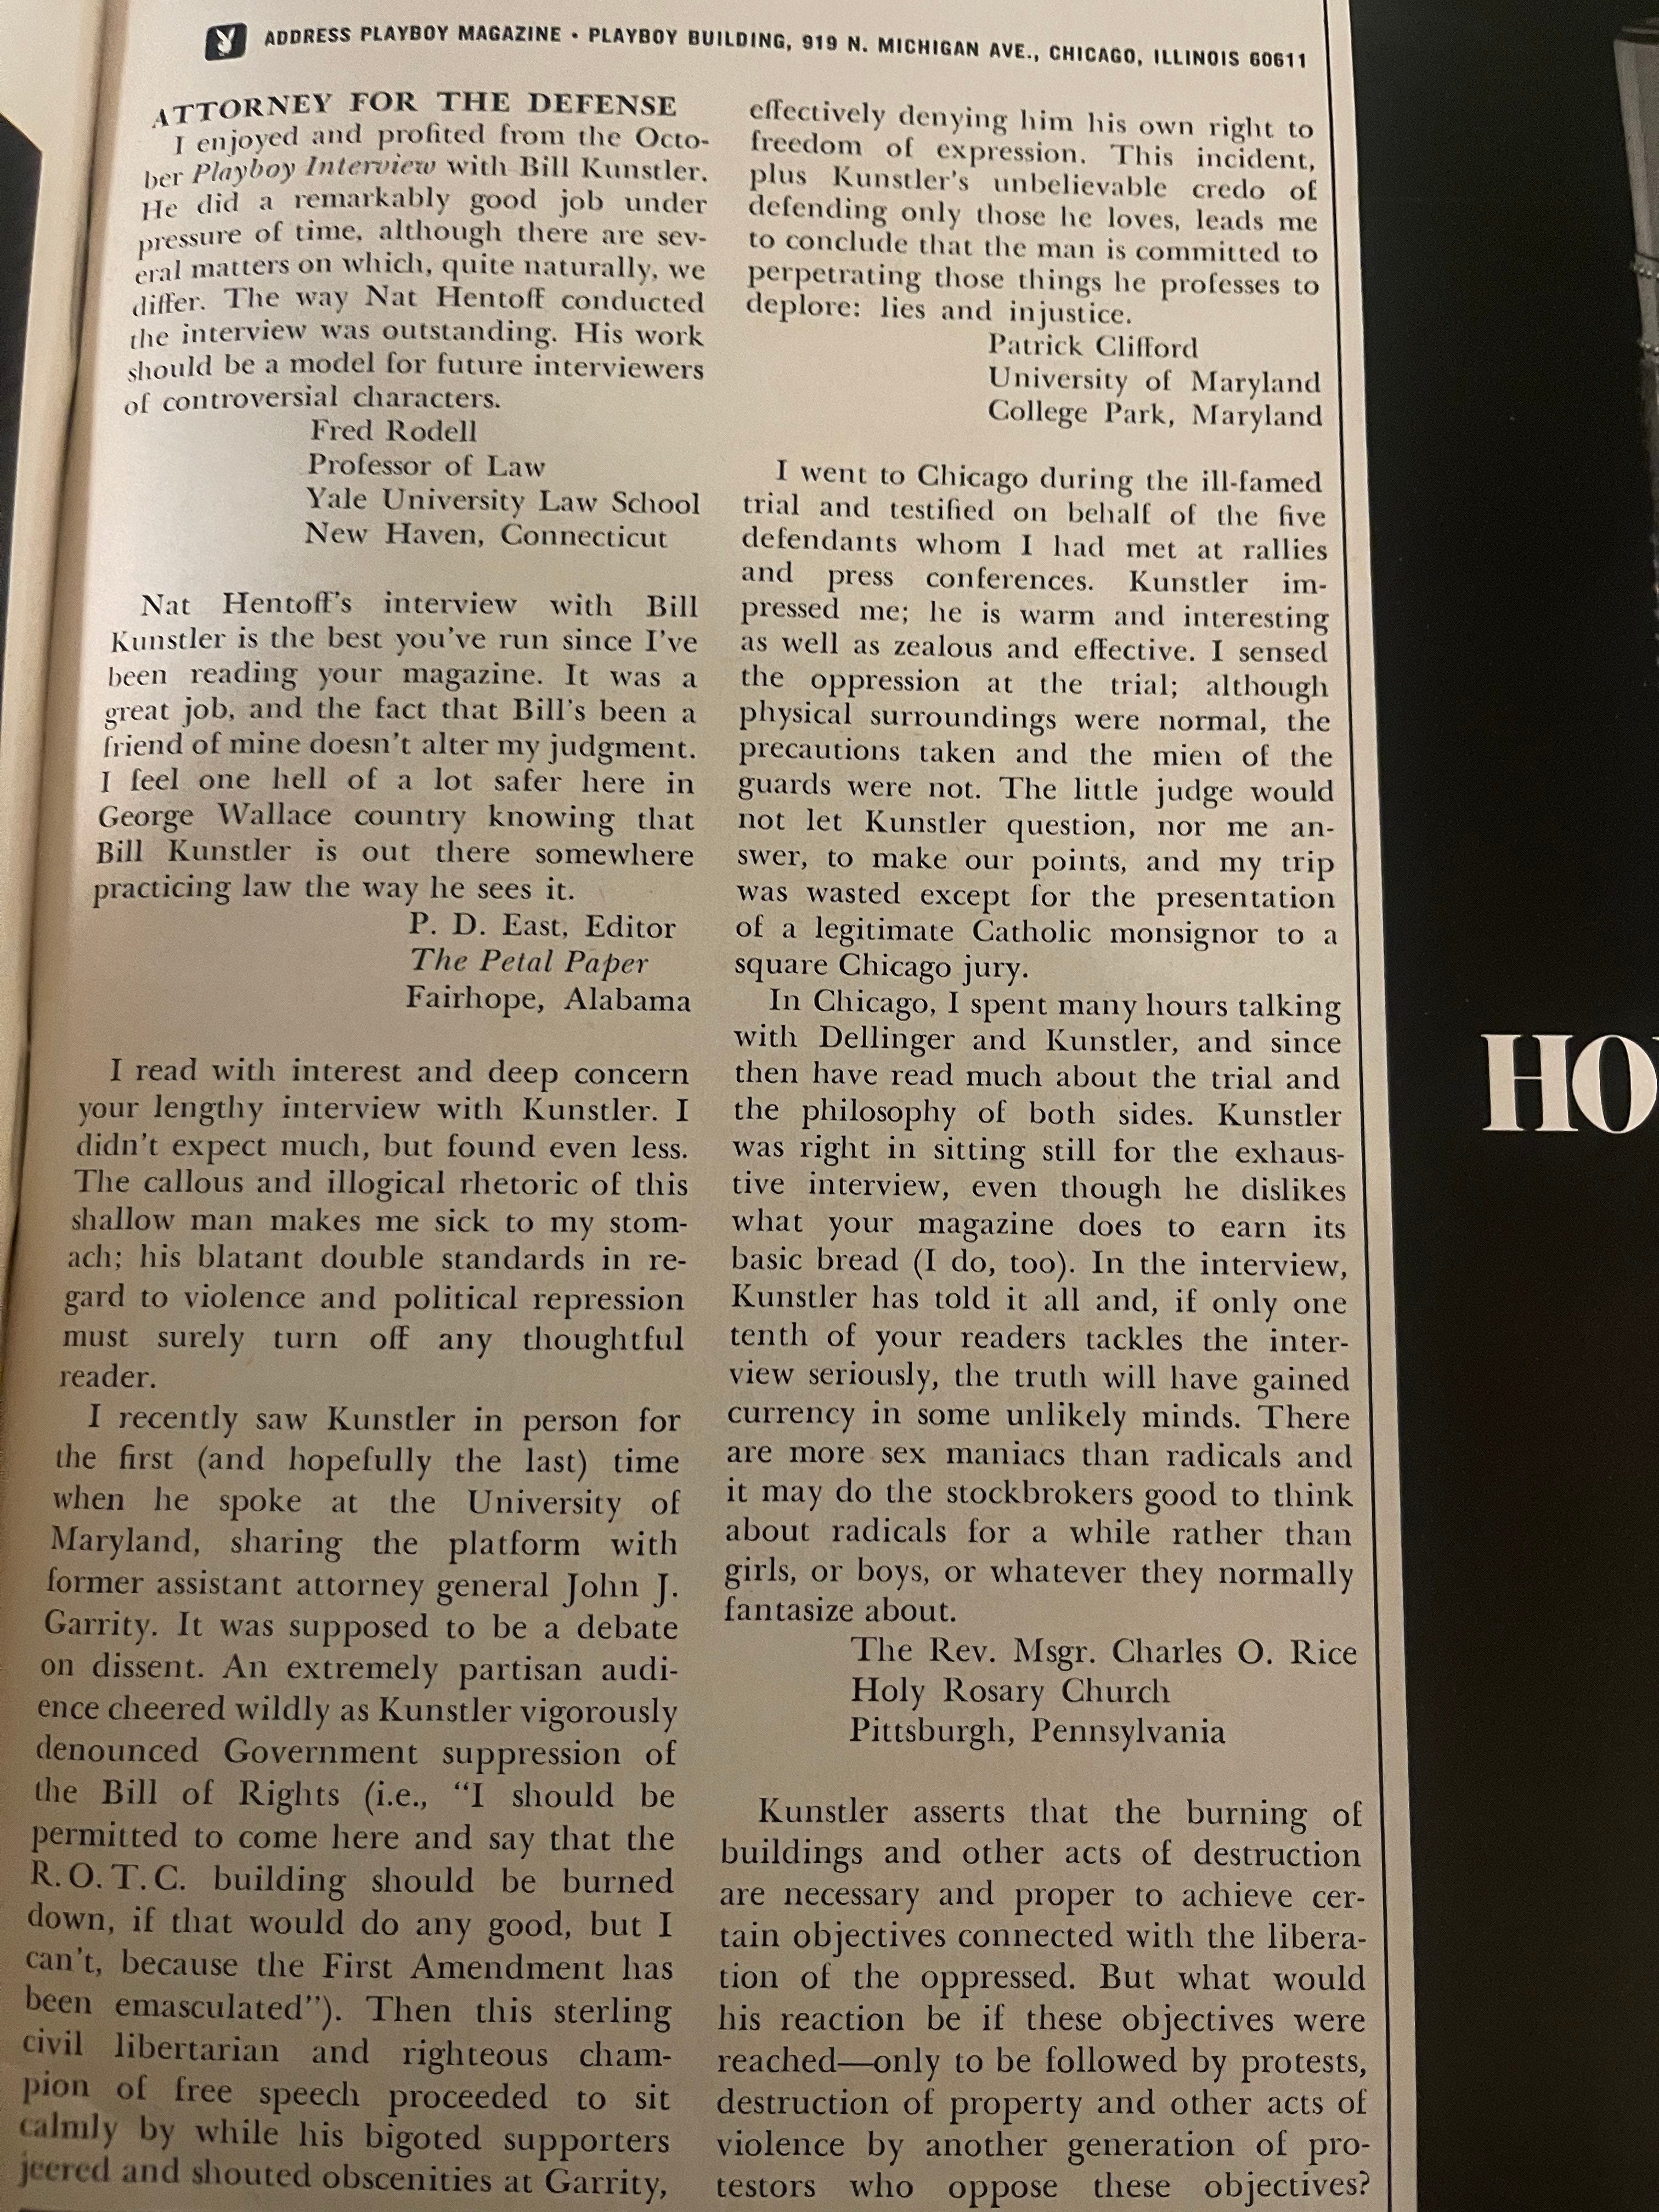 ADDRESS PLAYBOY MAGAZINE • PLAYBOY BUILDING, 919 N. MICHIGAN AVE., CHICAGO, ILLINOIS 60611
ATTORNEY FOR THE DEFENSE
I enjoyed and profited from the Octo-
ber Playboy Interview with Bill Kunstler.
He did a remarkably good job under
pressure of time, although there are sev-
eral matters on which, quite naturally, we
differ. The way Nat Hentoff conducted
the interview was outstanding. His work
should be a model for future interviewers
of controversial characters.
Fred Rodell
Professor of Law
Yale University Law School
New Haven, Connecticut
Nat Hentoff's interview with Bill
Kunstler is the best you've run since I've
been reading your magazine. It was a
great job, and the fact that Bill's been a
friend of mine doesn't alter my judgment.
I feel one hell of a lot safer here in
George Wallace country knowing that
Bill Kunstler is out there somewhere
practicing law the way he sees it.
P. D. East, Editor
The Petal Paper
Fairhope, Alabama
I read with interest and deep concern
your lengthy interview with Kunstler. I
didn't expect much, but found even less.
The callous and illogical rhetoric of this
shallow man makes me sick to my stom-
ach; his blatant double standards in re-
gard to violence and political repression
must surely turn off any thoughtful
reader.
I recently saw Kunstler in person for
the first (and hopefully the last) time
when he spoke at the University of
Maryland, sharing the platform with
former assistant attorney general John J.
Garrity. It was supposed to be a debate
on dissent. An extremely partisan audi-
ence cheered wildly as Kunstler vigorously
denounced Government suppression of
the Bill of Rights (i.e., "I should be
permitted to come here and say that the
R.O.T.C. building should be burned
down, if that would do any good, but I
can't, because the First Amendment has
been emasculated"). Then this sterling
civil libertarian and righteous cham-
pion of free speech proceeded to sit
calmly by while his bigoted supporters
jeered and shouted obscenities at Garrity,
effectively denying him his own right to
freedom of expression. This incident,
plus Kunstler's unbelievable credo of
defending only those he loves, leads me
to conclude that the man is committed to
perpetrating those things he professes to
deplore: lies and injustice.
Patrick Clifford
University of Maryland
College Park, Maryland
I went to Chicago during the ill-famed
trial and testified on behalf of the five
defendants whom I had met at rallies
and press conferences. Kunstler im-
pressed me; he is warm and interesting
as well as zealous and effective. I sensed
the oppression at the trial; although
physical surroundings were normal, the
precautions taken and the mien of the
guards were not. The little judge would
not let Kunstler question, nor me an-
swer, to make our points, and my trip
was wasted except for the presentation
of a legitimate Catholic monsignor to a
square Chicago jury.
In Chicago, I spent many hours talking
with Dellinger and Kunstler, and since
then have read much about the trial and
the philosophy of both sides. Kunstler
was right in sitting still for the exhaus-
tive interview, even though he dislikes
what your magazine does to earn its
basic bread (I do, too). In the interview,
Kunstler has told it all and, if only one
tenth of your readers tackles the inter-
view seriously, the truth will have gained
currency in some unlikely minds. There
are more sex maniacs than radicals and
it may do the stockbrokers good to think
about radicals for a while rather than
girls, or boys, or whatever they normally
fantasize about.
The Rev. Msgr. Charles O. Rice
Holy Rosary Church
Pittsburgh, Pennsylvania
Kunstler asserts that the burning of
buildings and other acts of destruction
are necessary and proper to achieve cer-
tain objectives connected with the libera-
tion of the oppressed. But what would
his reaction be if these objectives were
reached—only to be followed by protests,
destruction of property and other acts of
violence by another generation of pro-
testors who oppose these objectives?
HO